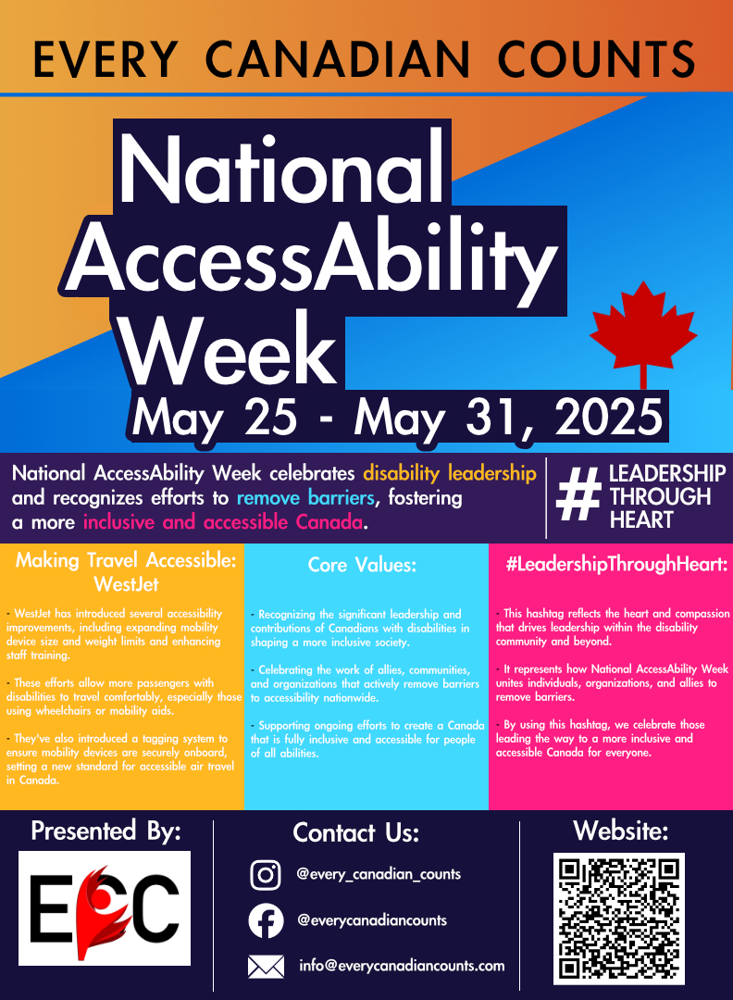 EVERY CANADIAN COUNTS
National
AccessAbility
Week
May 25 - May 31, 2025
National AccessAbility Week celebrates disability leadership
and recognizes efforts to remove barriers, fostering
a more inclusive and accessible Canada.
#
LEADERSHIP
THROUGH
HEART
Making Travel Accessible:
WestJet
- WestJet has introduced several accessibility
improvements, including expanding mobility
device size and weight limits and enhancing
staff training.
- These efforts allow more passengers with
disabilities to travel comfortably, especially those
using wheelchairs or mobility aids.
- They've also introduced a tagging system to
ensure mobility devices are securely onboard,
setting a new standard for accessible air travel
in Canada.
Core Values:
- Recognizing the significant leadership and
contributions of Canadians with disabilities in
shaping a more inclusive society.
- Celebrating the work of allies, communities,
and organizations that actively remove barriers
to accessibility nationwide.
- Supporting ongoing efforts to create a Canada
that is fully inclusive and accessible for people
of all abilities.
#LeadershipThroughHeart:
- This hashtag reflects the heart and compassion
that drives leadership within the disability
community and beyond.
- It represents how National AccessAbility Week
unites individuals, organizations, and allies to
remove barriers.
- By using this hashtag, we celebrate those
leading the way to a more inclusive and
accessible Canada for everyone.
Presented By:
ECC
Contact Us:
@every_canadian_counts
@everycanadiancounts
info@everycanadiancounts.com
Website: